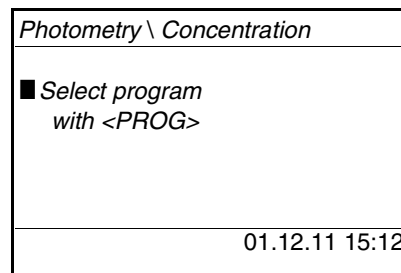 Photometry \ Concentration
Select program
with <PROG>
01.12.11 15:12